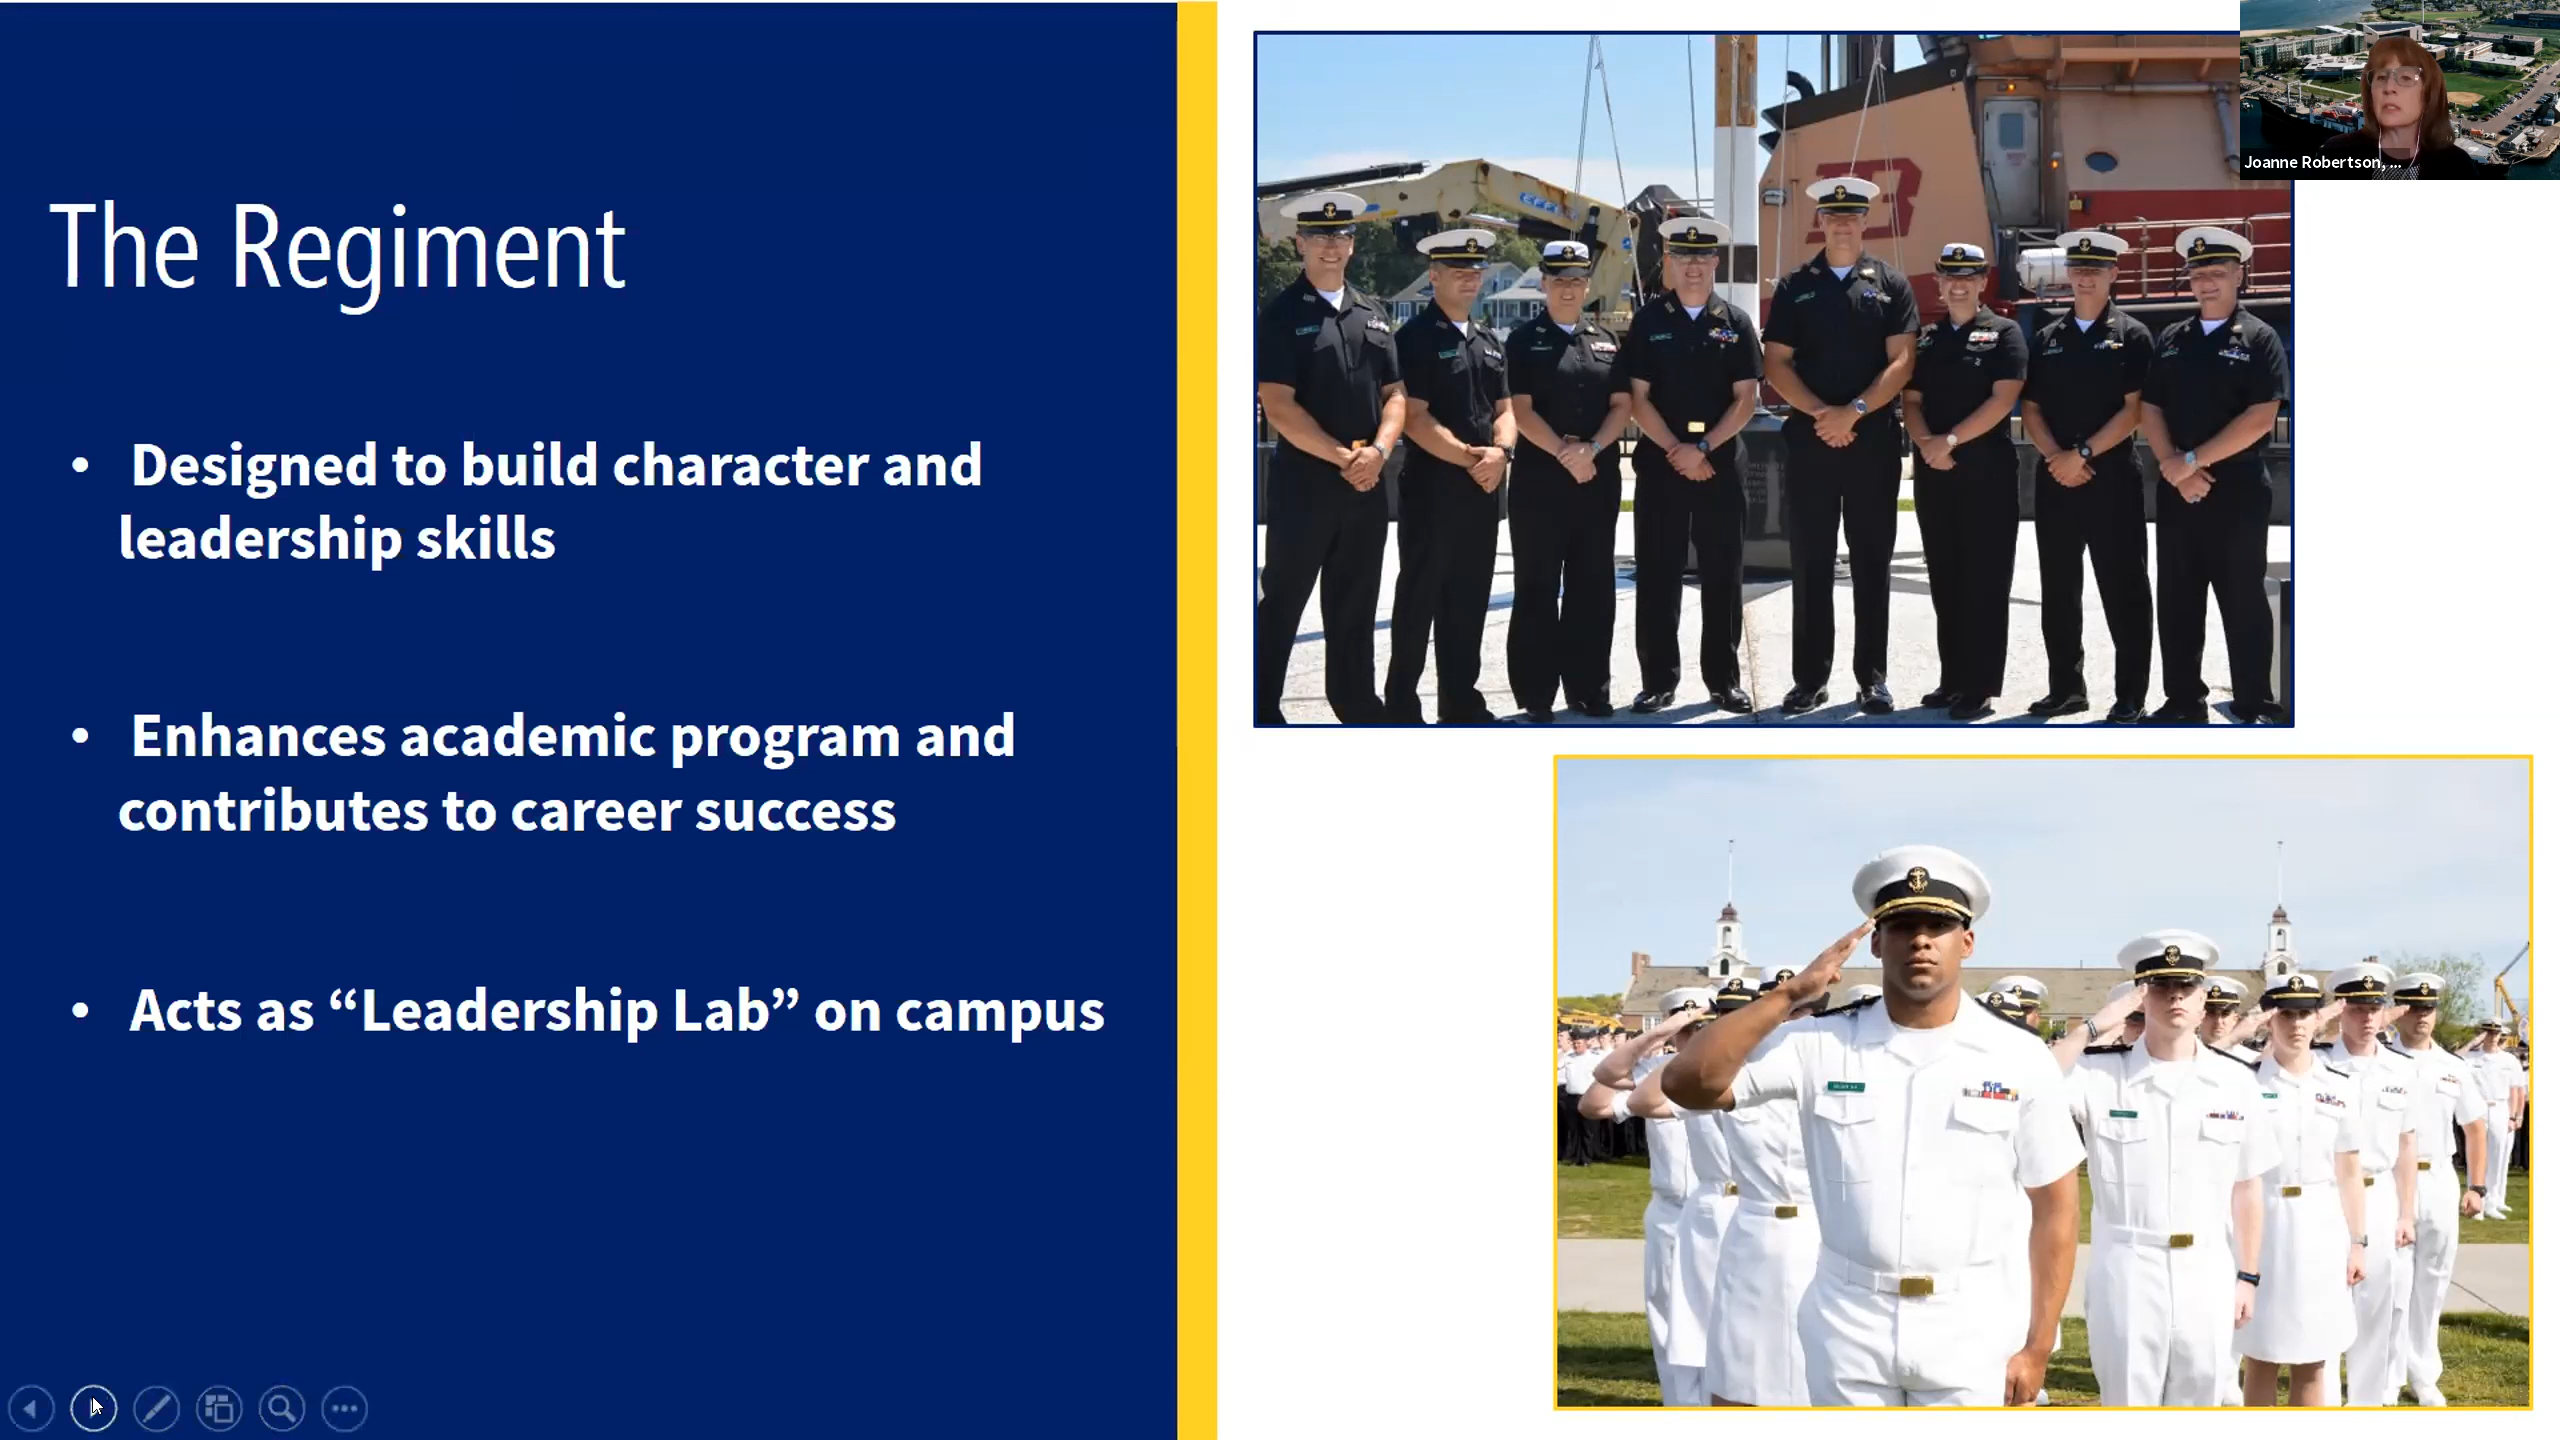 The Regiment
• Designed to build character and
leadership skills
• Enhances academic program and
contributes to career success
• Acts as “Leadership Lab” on campus
Joanne Robertson, ...
B